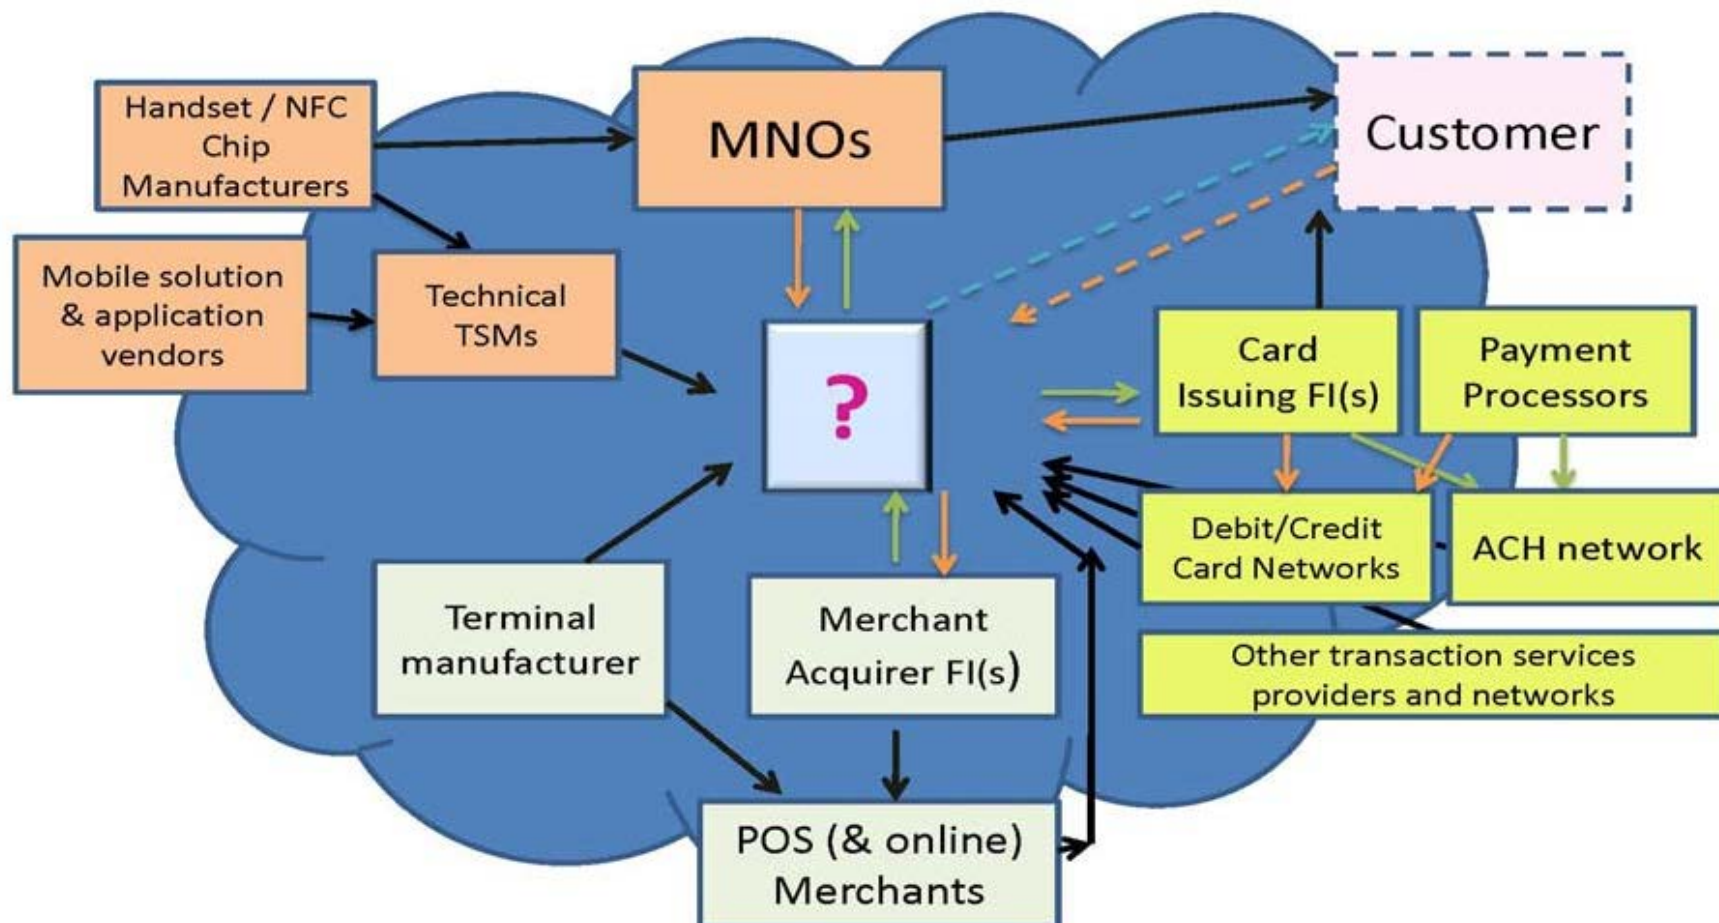 Handset / NFC
Chip
Manufacturers
MNOs
Customer
Mobile solution
& application
vendors
Technical
TSMs
?
Card
Issuing FI(s)
Payment
Processors
Debit/Credit
Card Networks
ACH network
Terminal
manufacturer
Merchant
Acquirer FI(s)
Other transaction services
providers and networks
POS (& online)
Merchants